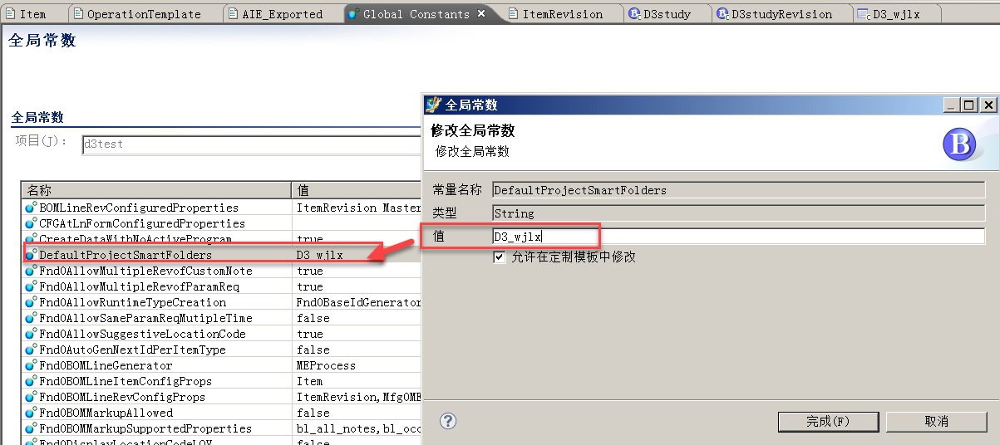 Item
OperationTemplate
AIE_Exported
Global Constants
ItemRevision
D3study
D3studyRevision
D3_wjlx
全局常数
全局常数
项目(J)：
d3test
名称 值
BOMLineRevConfiguredProperties ItemRevision Master
CFGAtLnFormConfiguredProperties
CreateDataWithNoActiveProgram true
DefaultProjectSmartFolders D3_wjlx
Fnd0AllowMultipleRevofCustomNote true
Fnd0AllowMultipleRevofParamReq true
Fnd0AllowRuntimeTypeCreation Fnd0BaseIdGenerator
Fnd0AllowSameParamReqMutipleTime false
Fnd0AllowSuggestiveLocationCode true
Fnd0AutoGenNextIdPerItemType false
Fnd0BOMLineGenerator MEProcess
Fnd0BOMLineItemConfigProps Item
Fnd0BOMLineRevConfigProps ItemRevision,Mfg0ME
Fnd0BOMMarkupAllowed false
Fnd0BOMMarkupSupportedProperties bl_all_notes,bl_occ
Fnd0DisplayLocationCodeLOV false
全局常数
修改全局常数
修改全局常数
常量名称 DefaultProjectSmartFolders
类型 String
值 D3_wjlx
允许在定制模板中修改
完成(F)
取消